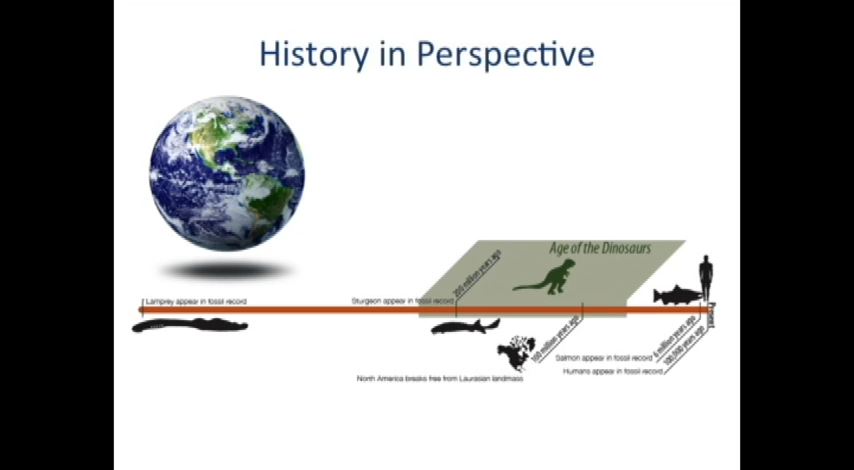 History in Perspective
Age of the Dinosaurs
200 million years ago
Lamprey appear in fossil record
Sturgeon appear in fossil record
Present
100 million years ago
6 million years ago
Salmon appear in fossil record
100,000 years ago
Humans appear in fossil record
North America breaks free from Laurasian landmass